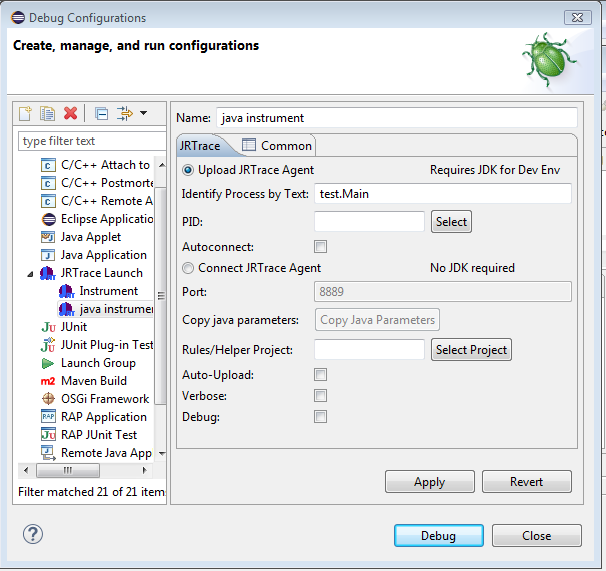 Debug Configurations
Create, manage, and run configurations
type filter text
C/C++ Attach to
C/C++ Postmorte
C/C++ Remote A
Eclipse Applicatio
Java Applet
Java Application
JRTrace Launch
Instrument
java instrumen
JUnit
JUnit Plug-in Test
Launch Group
Maven Build
OSGi Framework
RAP Application
RAP JUnit Test
Remote Java App
Filter matched 21 of 21 item
Name: java instrument
JRTrace Common
Upload JRTrace Agent Requires JDK for Dev Env
Identify Process by Text: test.Main
PID: Select
Autoconnect:
Connect JRTrace Agent No JDK required
Port: 8889
Copy java parameters: Copy Java Parameters
Rules/Helper Project: Select Project
Auto-Upload:
Verbose:
Debug:
Apply Revert
Debug Close